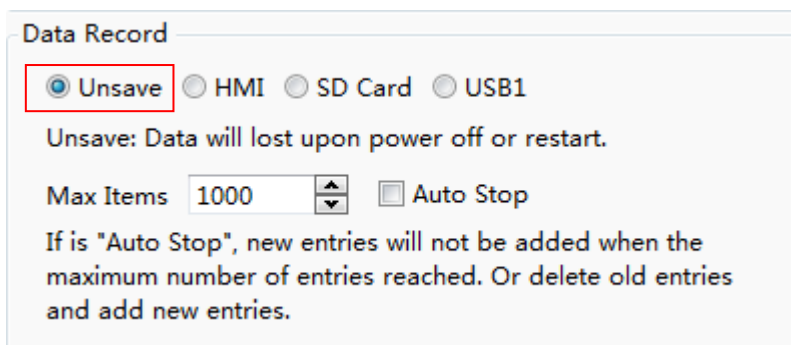 Data Record
Unsave HMI SD Card USB1
Unsave: Data will lost upon power off or restart.
Max Items 1000 Auto Stop
If is "Auto Stop", new entries will not be added when the
maximum number of entries reached. Or delete old entries
and add new entries.